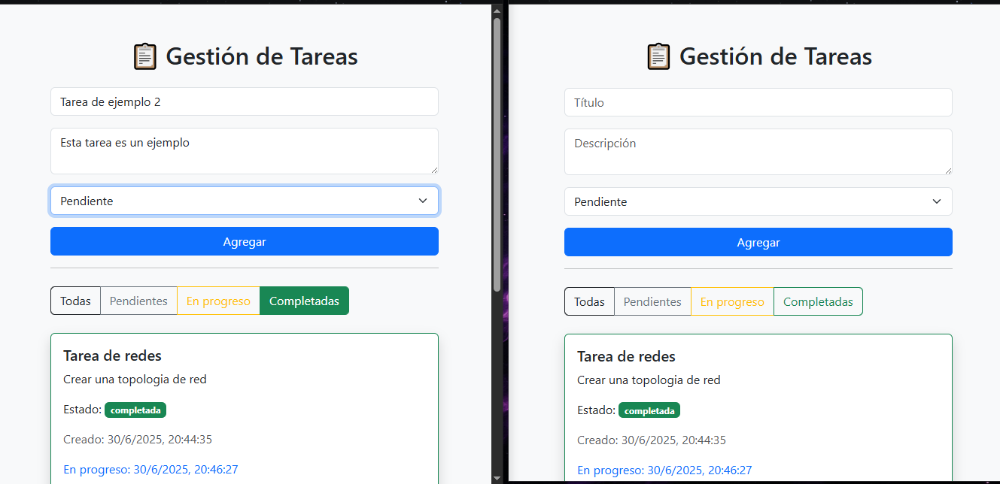 Gestión de Tareas
Tarea de ejemplo 2
Esta tarea es un ejemplo
Pendiente
Agregar
Todas Pendientes En progreso Completadas
Tarea de redes
Crear una topologia de red
Estado: completada
Creado: 30/6/2025, 20:44:35
En progreso: 30/6/2025, 20:46:27
Gestión de Tareas
Título
Descripción
Pendiente
Agregar
Todas Pendientes En progreso Completadas
Tarea de redes
Crear una topologia de red
Estado: completada
Creado: 30/6/2025, 20:44:35
En progreso: 30/6/2025, 20:46:27